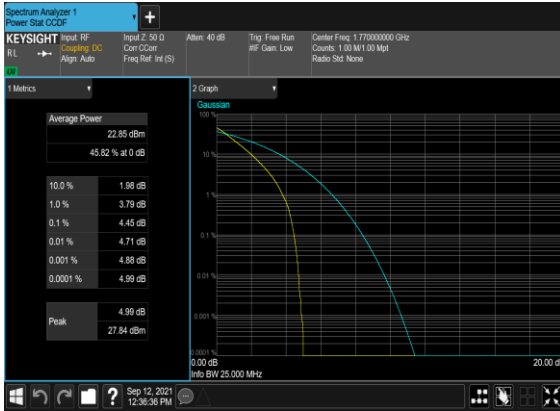 Spectrum Analyzer 1
Power Stat CCDF
KEYSIGHT
RL
Input: RF
Coupling: DC
Align: Auto
Input Z: 50 Ω
Corr CCorr
Freq Ref: Int (S)
Atten: 40 dB
Trig: Free Run
#IF Gain: Low
Center Freq: 1.770000000 GHz
Counts: 1.00 M/1.00 Mpt
Radio Std: None
1 Metrics
Average Power
22.85 dBm
45.82 % at 0 dB
10.0 % 1.98 dB
1.0 % 3.79 dB
0.1 % 4.45 dB
0.01 % 4.71 dB
0.001 % 4.88 dB
0.0001 % 4.99 dB
Peak
4.99 dB
27.84 dBm
2 Graph
Gaussian
100 %
10 %
1 %
0.1 %
0.01 %
0.001 %
0.0001 %
0.00 dB
20.00 d
Info BW 25.000 MHz
?
Sep 12, 2021
12:36:36 PM